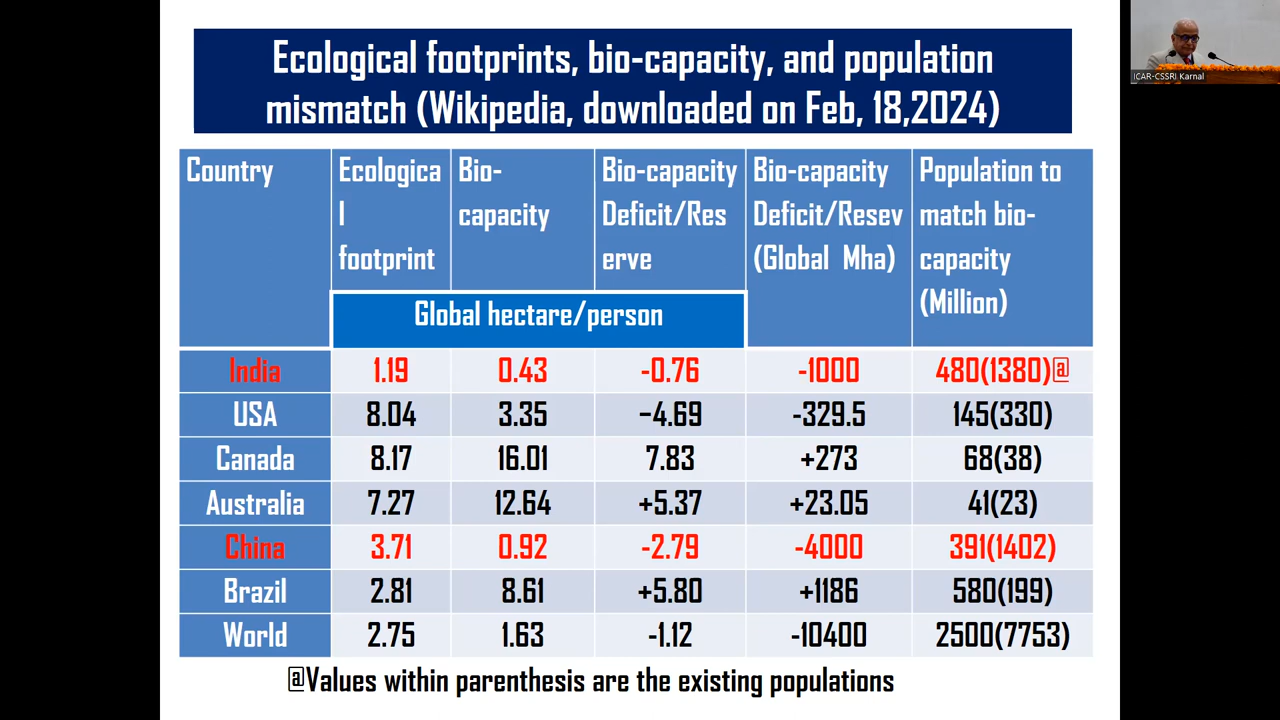 Ecological footprints, bio-capacity, and population
mismatch (Wikipedia, downloaded on Feb, 18,2024)
ICAR-CSSRI Karnal
Country Ecologica Bio- Bio-capacity Bio-capacity Population to
l capacity Deficit/Res Deficit/Resev match bio-
footprint erve (Global Mha) capacity
(Million)
Global hectare/person
India 1.19 0.43 -0.76 -1000 480(1380)@
USA 8.04 3.35 −4.69 -329.5 145(330)
Canada 8.17 16.01 7.83 +273 68(38)
Australia 7.27 12.64 +5.37 +23.05 41(23)
China 3.71 0.92 -2.79 -4000 391(1402)
Brazil 2.81 8.61 +5.80 +1186 580(199)
World 2.75 1.63 -1.12 -10400 2500(7753)
@Values within parenthesis are the existing populations